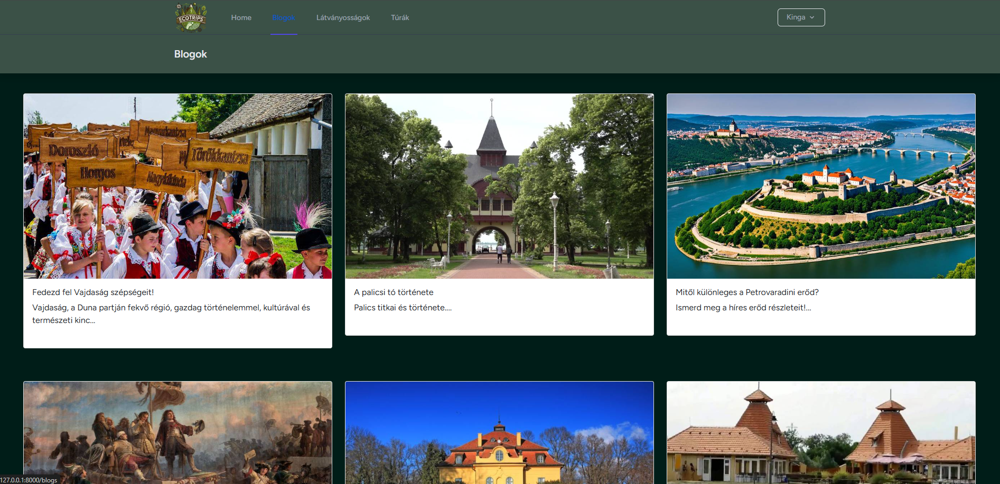 ECOTRIPS
Home
Blogok
Látványosságok
Túrák
Kinga
Blogok
Magyarkanizsa
Doroszló
Törökkanizsa
Horgos
Nagykikinda
Fedezd fel Vajdaság szépségeit!
Vajdaság, a Duna partján fekvő régió, gazdag történelemmel, kultúrával és
természeti kinc...
A palicsi tó története
Palics titkai és története....
Mitől különleges a Petrovaradini erőd?
Ismerd meg a híres erőd részleteit!...
127.0.0.1:8000/blogs